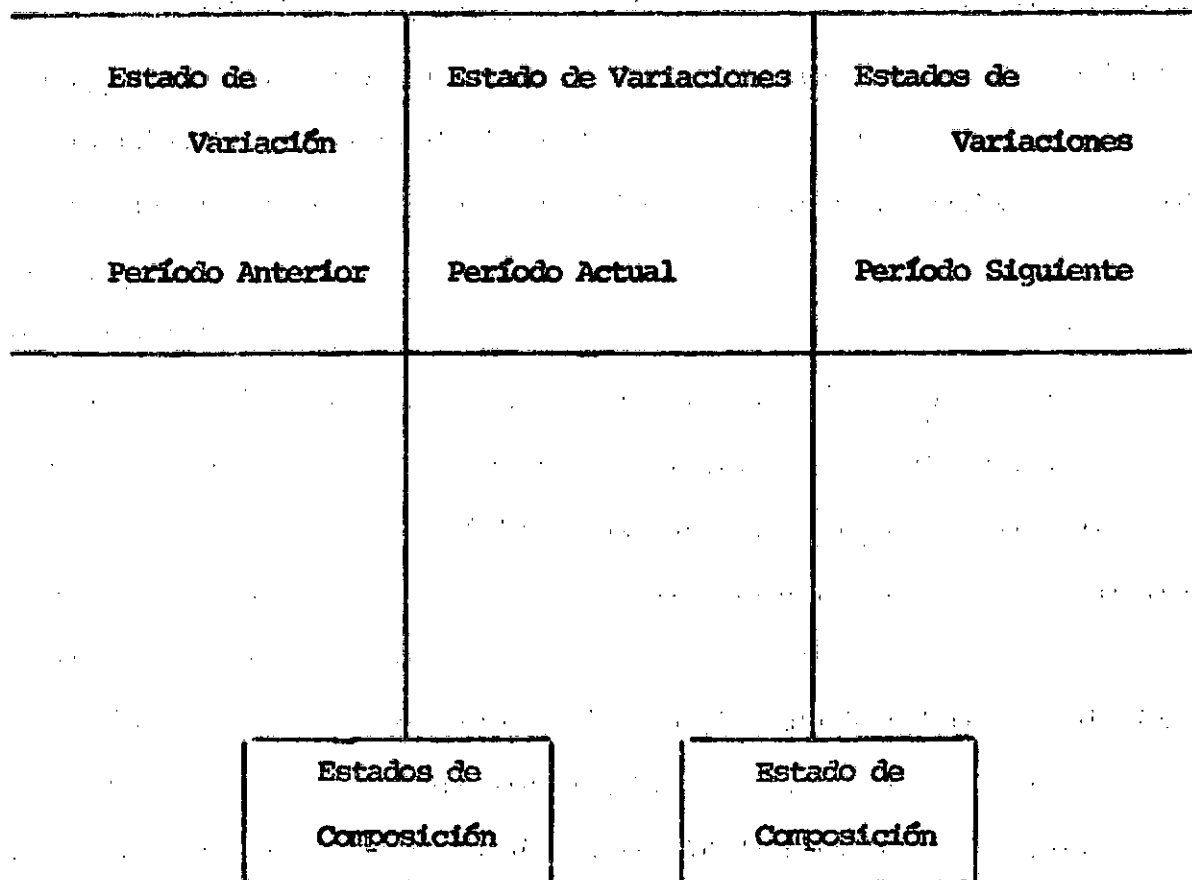 Estado de
Variación
Período Anterior
Estado de Variaciones
Período Actual
Estados de
Variaciones
Período Siguiente
Estados de
Composición
Estado de
Composición